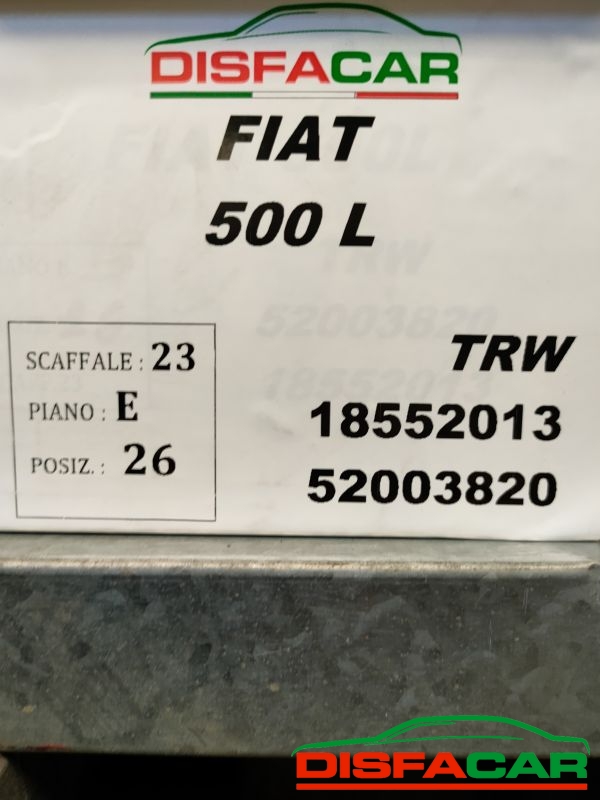 DISFACAR
FIAT
500 L
SCAFFALE : 23
PIANO : E
POSIZ. : 26
TRW
18552013
52003820
DISFACAR